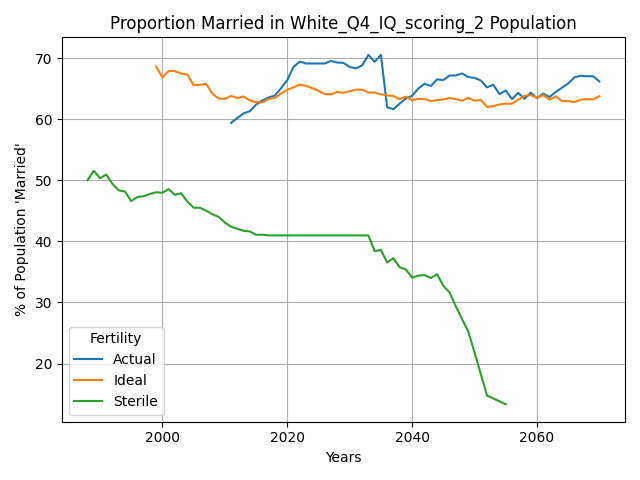 Proportion Married in White_Q4_IQ_scoring_2 Population
% of Population 'Married'
70
60
50
40
30
20
Fertility
Actual
Ideal
Sterile
2000 2020 2040 2060
Years